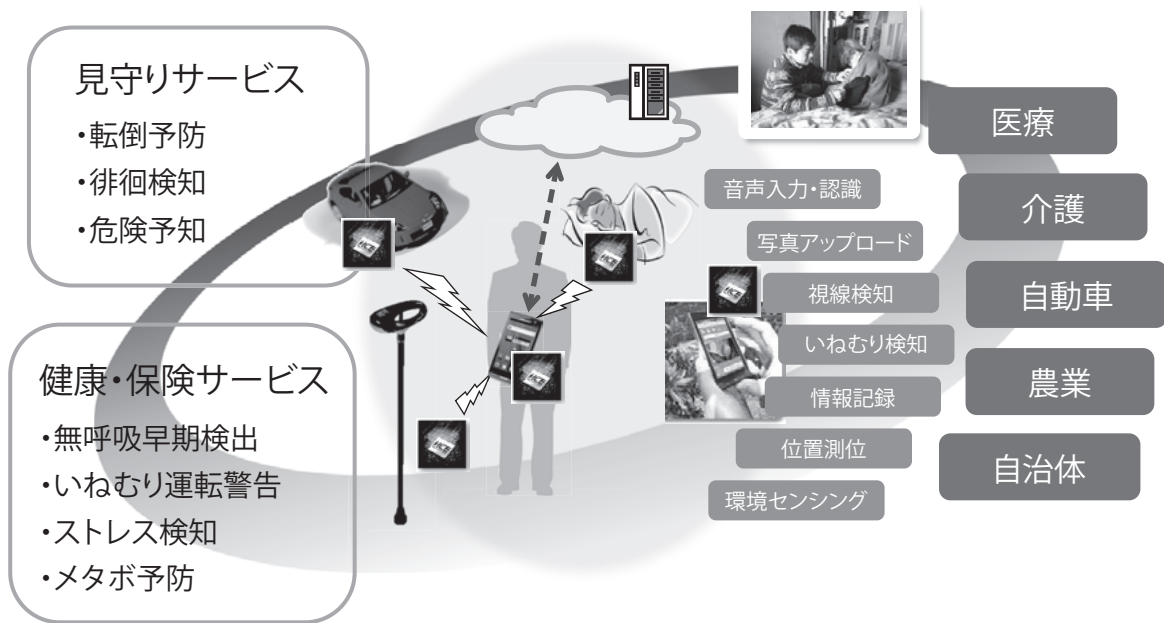 見守りサービス
・転倒予防
・徘徊検知
・危険予知
健康・保険サービス
・無呼吸早期検出
・いねむり運転警告
・ストレス検知
・メタボ予防
音声入力・認識
写真アップロード
視線検知
いねむり検知
情報記録
位置測位
環境センシング
医療
介護
自動車
農業
自治体